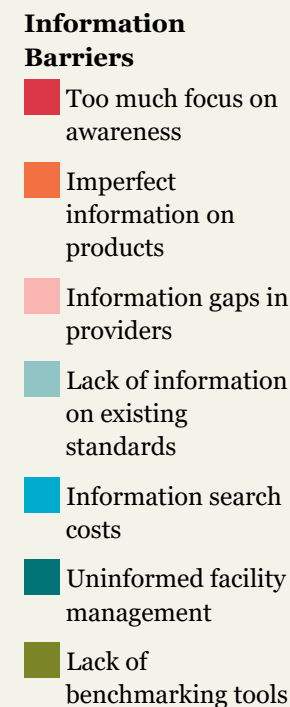 Information
Barriers
Too much focus on
awareness
Imperfect
information on
products
Information gaps in
providers
Lack of information
on existing
standards
Information search
costs
Uninformed facility
management
Lack of
benchmarking tools